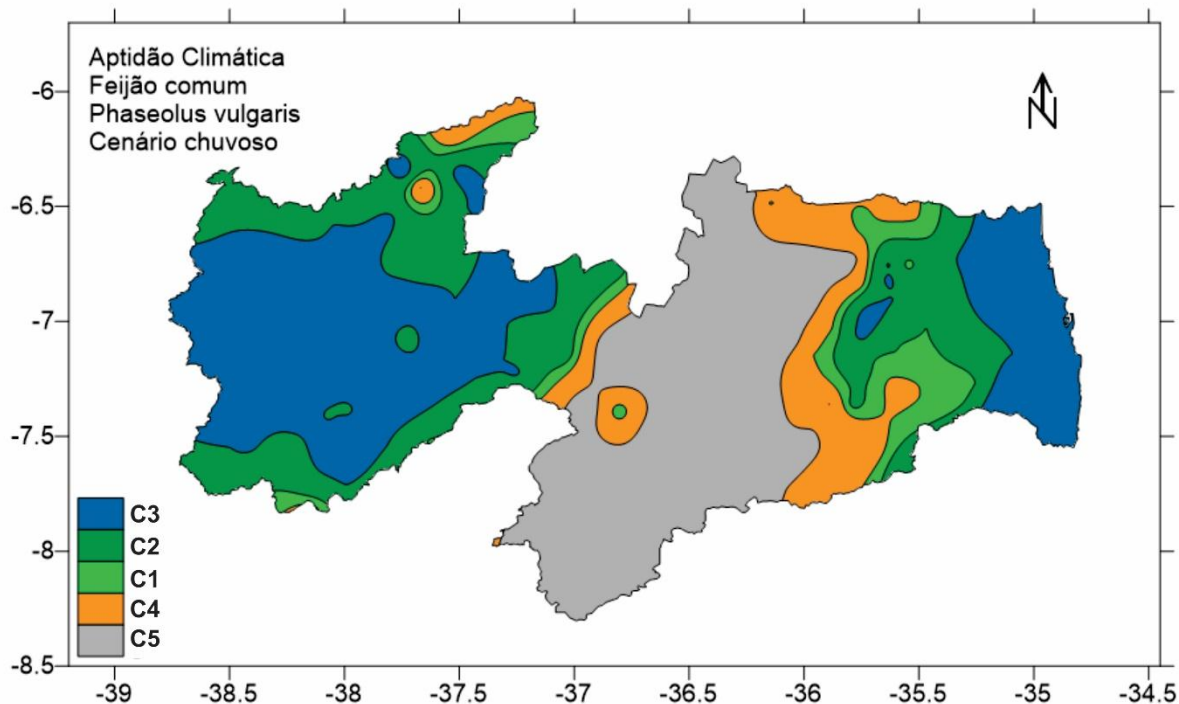 Aptidão Climática
Feijão comum
Phaseolus vulgaris
Cenário chuvoso
N
-6
-6.5
-7
-7.5
-8
-8.5
C3
C2
C1
C4
C5
-39
-38.5
-38
-37.5
-37
-36.5
-36
-35.5
-35
-34.5